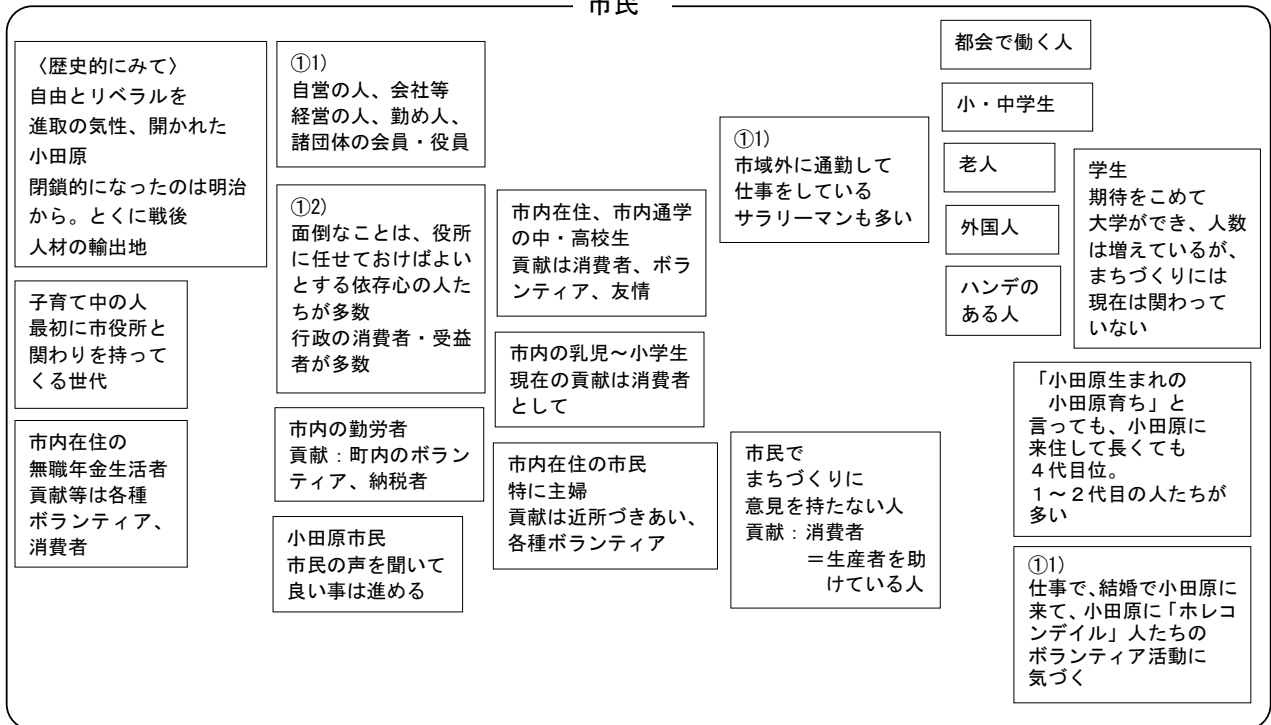 市民
〈歴史的にみて〉
自由とリベラルを
進取の気性、開かれた
小田原
閉鎖的になったのは明治
から。とくに戦後
人材の輸出地
子育て中の人
最初に市役所と
関わりを持って
くる世代
市内在住の
無職年金生活者
貢献等は各種
ボランティア、
消費者
①1)
自営の人、会社等
経営の人、勤め人、
諸団体の会員・役員
①2)
面倒なことは、役所
に任せておけばよい
とする依存心の人た
ちが多数
行政の消費者・受益
者が多数
市内の勤労者
貢献：町内のボラン
ティア、納税者
小田原市民
市民の声を聞いて
良い事は進める
市内在住、市内通学
の中・高校生
貢献は消費者、ボラ
ンティア、友情
市内の乳児～小学生
現在の貢献は消費者
として
市内在住の市民
特に主婦
貢献は近所づきあい、
各種ボランティア
①1)
市域外に通勤して
仕事をしている
サラリーマンも多い
市民で
まちづくりに
意見を持たない人
貢献：消費者
＝生産者を助
けている人
都会で働く人
小・中学生
老人
外国人
ハンデの
ある人
学生
期待をこめて
大学ができ、人数
は増えているが、
まちづくりには
現在は関わって
いない
「小田原生まれの
小田原育ち」と
言っても、小田原に
来住して長くても
４代目位。
１～２代目の人たちが
多い
①1)
仕事で、結婚で小田原に
来て、小田原に「ホレコ
ンデイル」人たちの
ボランティア活動に
気づく